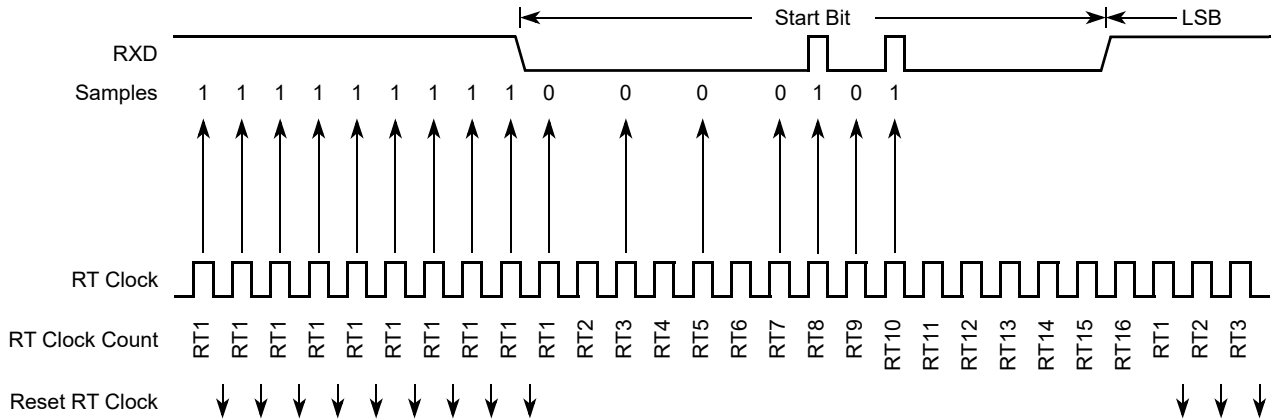 Start Bit LSB
RXD
Samples 1 1 1 1 1 1 1 1 1 0 0 0 0 1 0 1
RT Clock
RT Clock Count RT1 RT1 RT1 RT1 RT1 RT1 RT1 RT1 RT1 RT1 RT2 RT3 RT4 RT5 RT6 RT7 RT8 RT9 RT10 RT11 RT12 RT13 RT14 RT15 RT16 RT1 RT2 RT3
Reset RT Clock